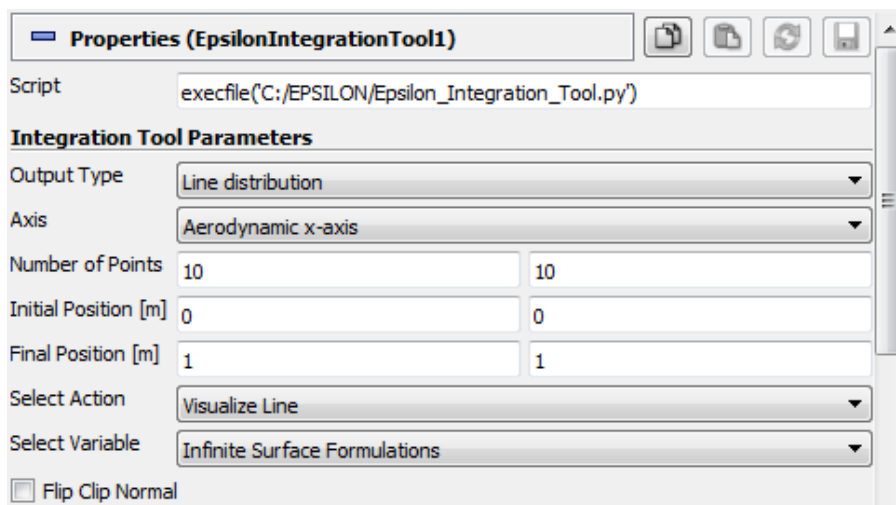 Properties (EpsilonIntegrationTool1)
Script execfile('C:/EPSILON/Epsilon_Integration_Tool.py')
Integration Tool Parameters
Output Type Line distribution
Axis Aerodynamic x-axis
Number of Points 10 10
Initial Position [m] 0 0
Final Position [m] 1 1
Select Action Visualize Line
Select Variable Infinite Surface Formulations
Flip Clip Normal